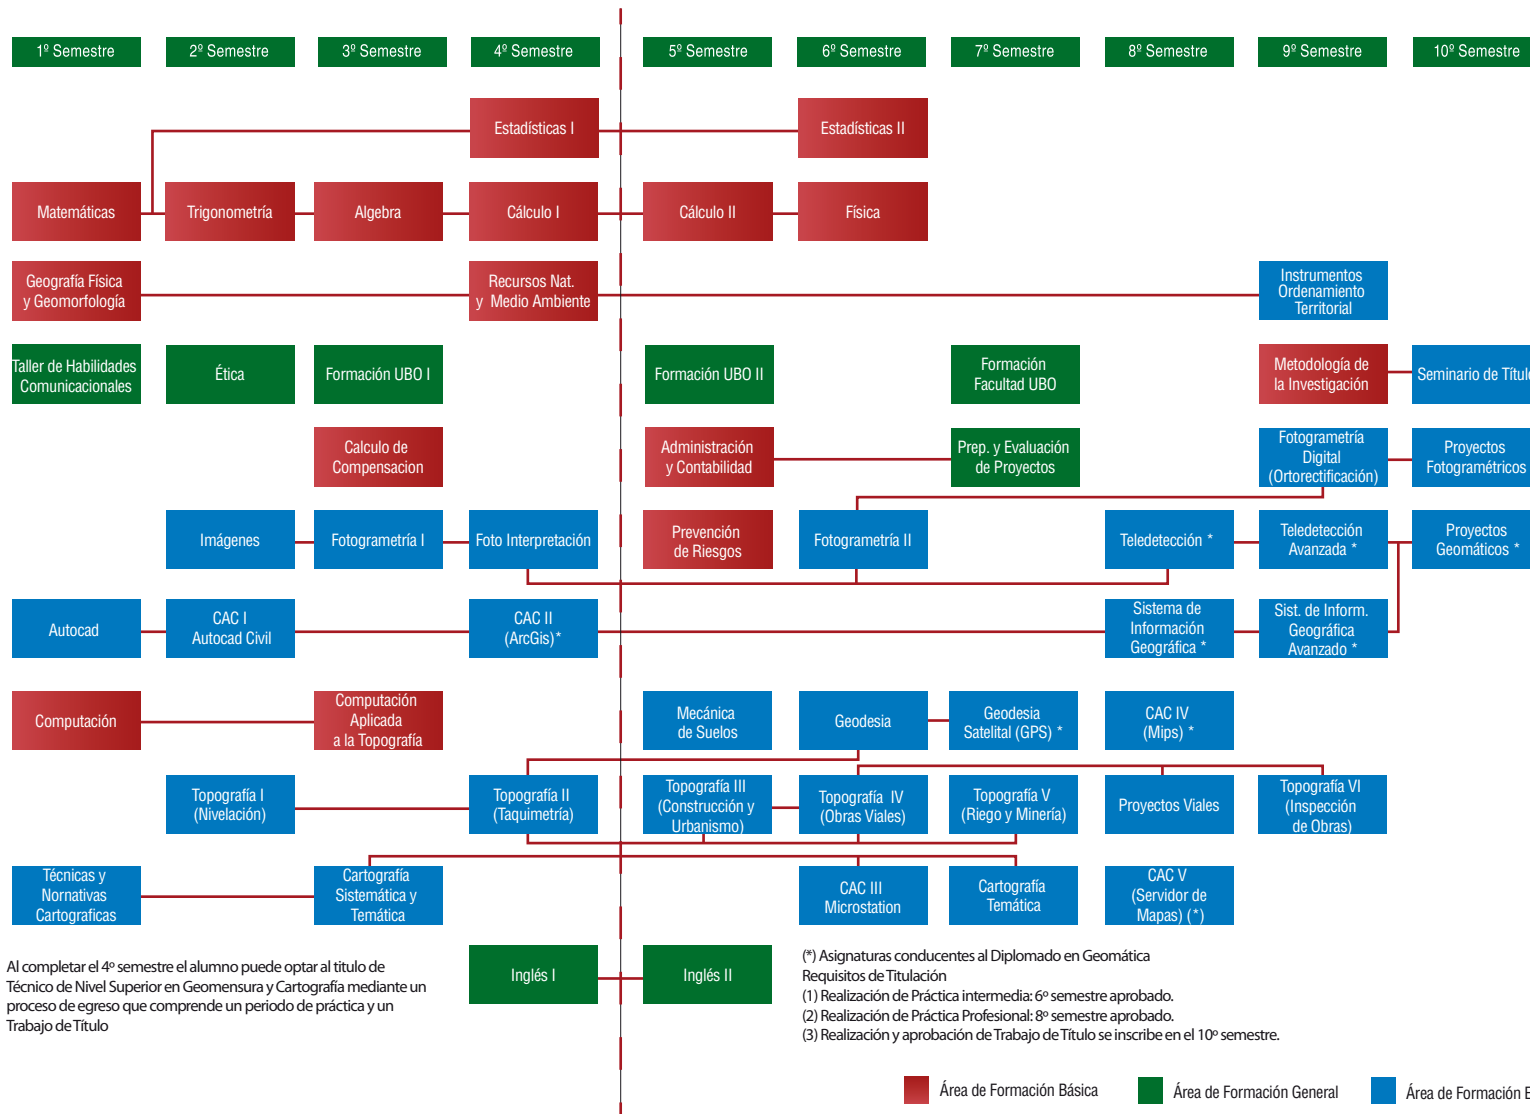 1º Semestre
2º Semestre
3º Semestre
4º Semestre
5º Semestre
6º Semestre
7º Semestre
8º Semestre
9º Semestre
10º Semestre
Estadísticas I
Estadísticas II
Matemáticas
Trigonometría
Algebra
Cálculo I
Cálculo II
Física
Geografía Física
y Geomorfología
Recursos Nat.
y Medio Ambiente
Instrumentos
Ordenamiento
Territorial
Taller de Habilidades
Comunicacionales
Ética
Formación UBO I
Formación UBO II
Formación
Facultad UBO
Metodología de
la Investigación
Seminario de Título
Calculo de
Compensacion
Administración
y Contabilidad
Prep. y Evaluación
de Proyectos
Fotogrametría
Digital
(Ortorectificación)
Proyectos
Fotogramétricos
Imágenes
Fotogrametría I
Foto Interpretación
Prevención
de Riesgos
Fotogrametría II
Teledetección *
Teledetección
Avanzada *
Proyectos
Geomáticos *
Autocad
CAC I
Autocad Civil
CAC II
(ArcGis)*
Sistema de
Información
Geográfica *
Sist. de Inform.
Geográfica
Avanzado *
Computación
Computación
Aplicada
a la Topografía
Mecánica
de Suelos
Geodesia
Geodesia
Satelital (GPS) *
CAC IV
(Mips) *
Topografía I
(Nivelación)
Topografía II
(Taquimetría)
Topografía III
(Construcción y
Urbanismo)
Topografía IV
(Obras Viales)
Topografía V
(Riego y Minería)
Proyectos Viales
Topografía VI
(Inspección
de Obras)
Técnicas y
Nornativas
Cartograficas
Cartografía
Sistemática y
Temática
CAC III
Microstation
Cartografía
Temática
CAC V
(Servidor de
Mapas) (*)
Inglés I
Inglés II
Al completar el 4º semestre el alumno puede optar al titulo de
Técnico de Nivel Superior en Geomensura y Cartografía mediante un
proceso de egreso que comprende un periodo de práctica y un
Trabajo de Título
(*) Asignaturas conducentes al Diplomado en Geomática
Requisitos de Titulación
(1) Realización de Práctica intermedia: 6º semestre aprobado.
(2) Realización de Práctica Profesional: 8º semestre aprobado.
(3) Realización y aprobación de Trabajo de Título se inscribe en el 10º semestre.
Área de Formación Básica
Área de Formación General
Área de Formación